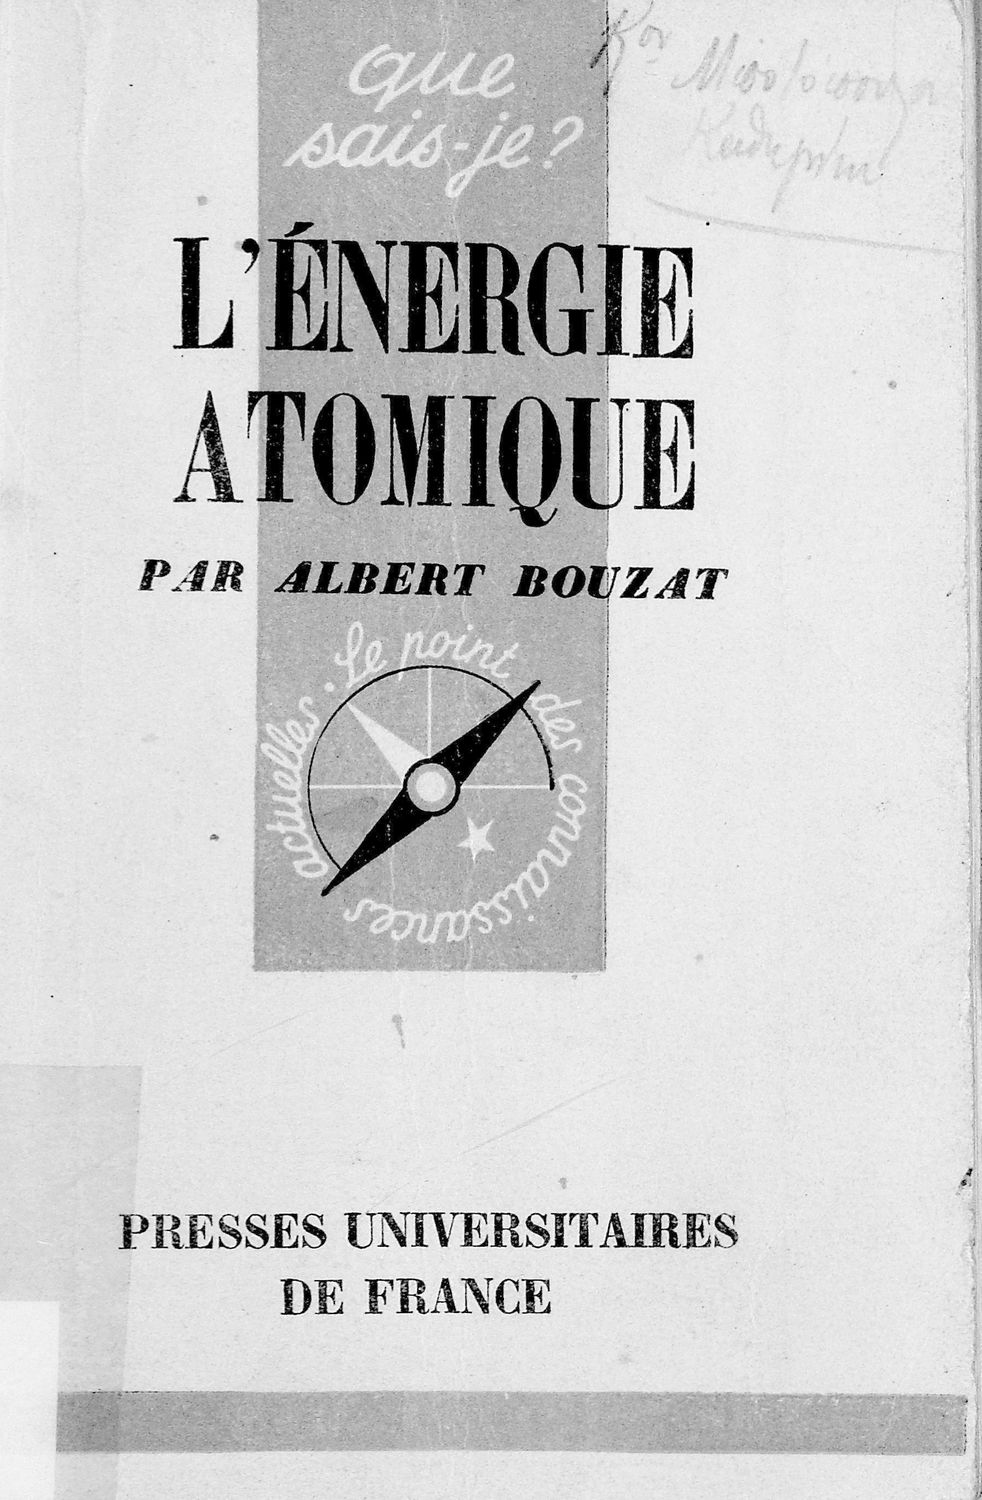 que
sais-je?
L'ÉNERGIE
ATOMIQUE
PAR ALBERT BOUZAT
Le point des connaissances actuelles.
PRESSES UNIVERSITAIRES
DE FRANCE